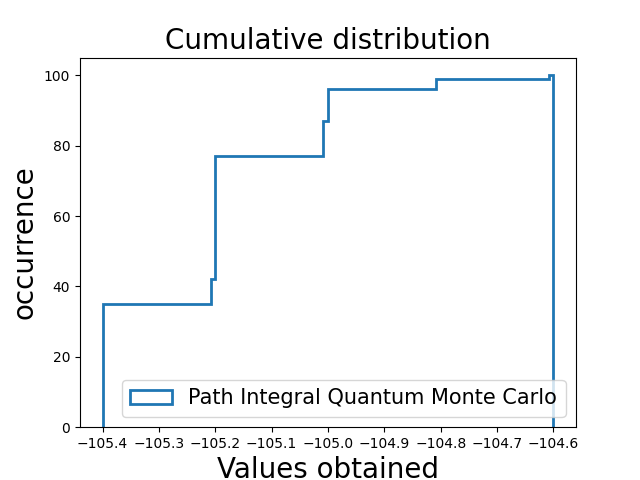 Cumulative distribution
occurrence
100
80
60
40
20
0
Path Integral Quantum Monte Carlo
−105.4 −105.3 −105.2 −105.1 −105.0 −104.9 −104.8 −104.7 −104.6
Values obtained